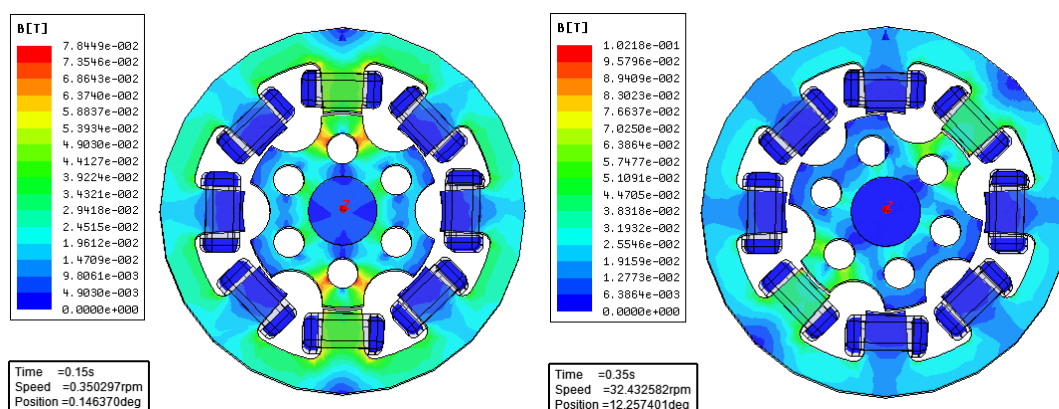 B[T]
7.8449e-002
7.3546e-002
6.8643e-002
6.3740e-002
5.8837e-002
5.3934e-002
4.9030e-002
4.4127e-002
3.9224e-002
3.4321e-002
2.9418e-002
2.4515e-002
1.9612e-002
1.4709e-002
9.8061e-003
4.9030e-003
0.0000e+000
Time =0.15s
Speed =0.350297rpm
Position =0.146370deg
B[T]
1.0218e-001
9.5796e-002
8.9409e-002
8.3023e-002
7.6637e-002
7.0250e-002
6.3864e-002
5.7477e-002
5.1091e-002
4.4705e-002
3.8318e-002
3.1932e-002
2.5546e-002
1.9159e-002
1.2773e-002
6.3864e-003
0.0000e+000
Time =0.35s
Speed =32.432582rpm
Position =12.257401deg